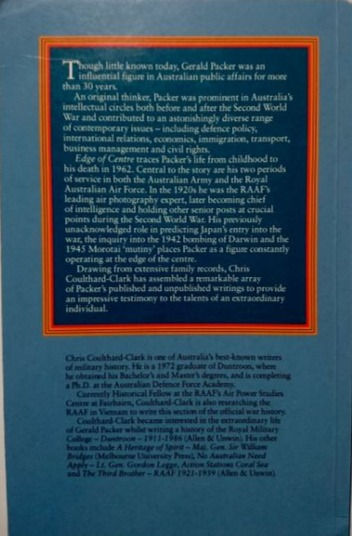 Though little known today, Gerald Packer was an
influential figure in Australian public affairs for more
than 30 years.
An original thinker, Packer was prominent in Australia's
intellectual circles both before and after the Second World
War and contributed to an astonishingly diverse range
of contemporary issues – including defence policy,
international relations, economics, immigration, transport,
business management and civil rights.
Edge of Centre traces Packer's life from childhood to
his death in 1962. Central to the story are his two periods
of service in both the Australian Army and the Royal
Australian Air Force. In the 1920s he was the RAAF's
leading air photography expert, later becoming chief
of intelligence and holding other senior posts at crucial
points during the Second World War. His previously
unacknowledged role in predicting Japan's entry into the
war, the inquiry into the 1942 bombing of Darwin and the
1945 Morotai 'mutiny' places Packer as a figure constantly
operating at the edge of the centre.
Drawing from extensive family records, Chris
Coulthard-Clark has assembled a remarkable array
of Packer's published and unpublished writings to provide
an impressive testimony to the talents of an extraordinary
individual.
Chris Coulthard-Clark is one of Australia's best-known writers
of military history. He is a 1972 graduate of Duntroon, where
he obtained his Bachelor's and Master's degrees, and is completing
a Ph.D. at the Australian Defence Force Academy.
Currently Historical Fellow at the RAAF's Air Power Studies
Centre at Fairbairn, Coulthard-Clark is also researching the
RAAF in Vietnam to write this section of the official war history.
Coulthard-Clark became interested in the extraordinary life
of Gerald Packer whilst writing a history of the Royal Military
College – Duntroon – 1911-1986 (Allen & Unwin). His other
books include A Heritage of Spirit – Maj. Gen. Sir William
Bridges (Melbourne University Press), No Australian Need
Apply – Lt. Gen. Gordon Legge, Action Stations Coral Sea
and The Third Brother – RAAF 1921-1939 (Allen & Unwin).